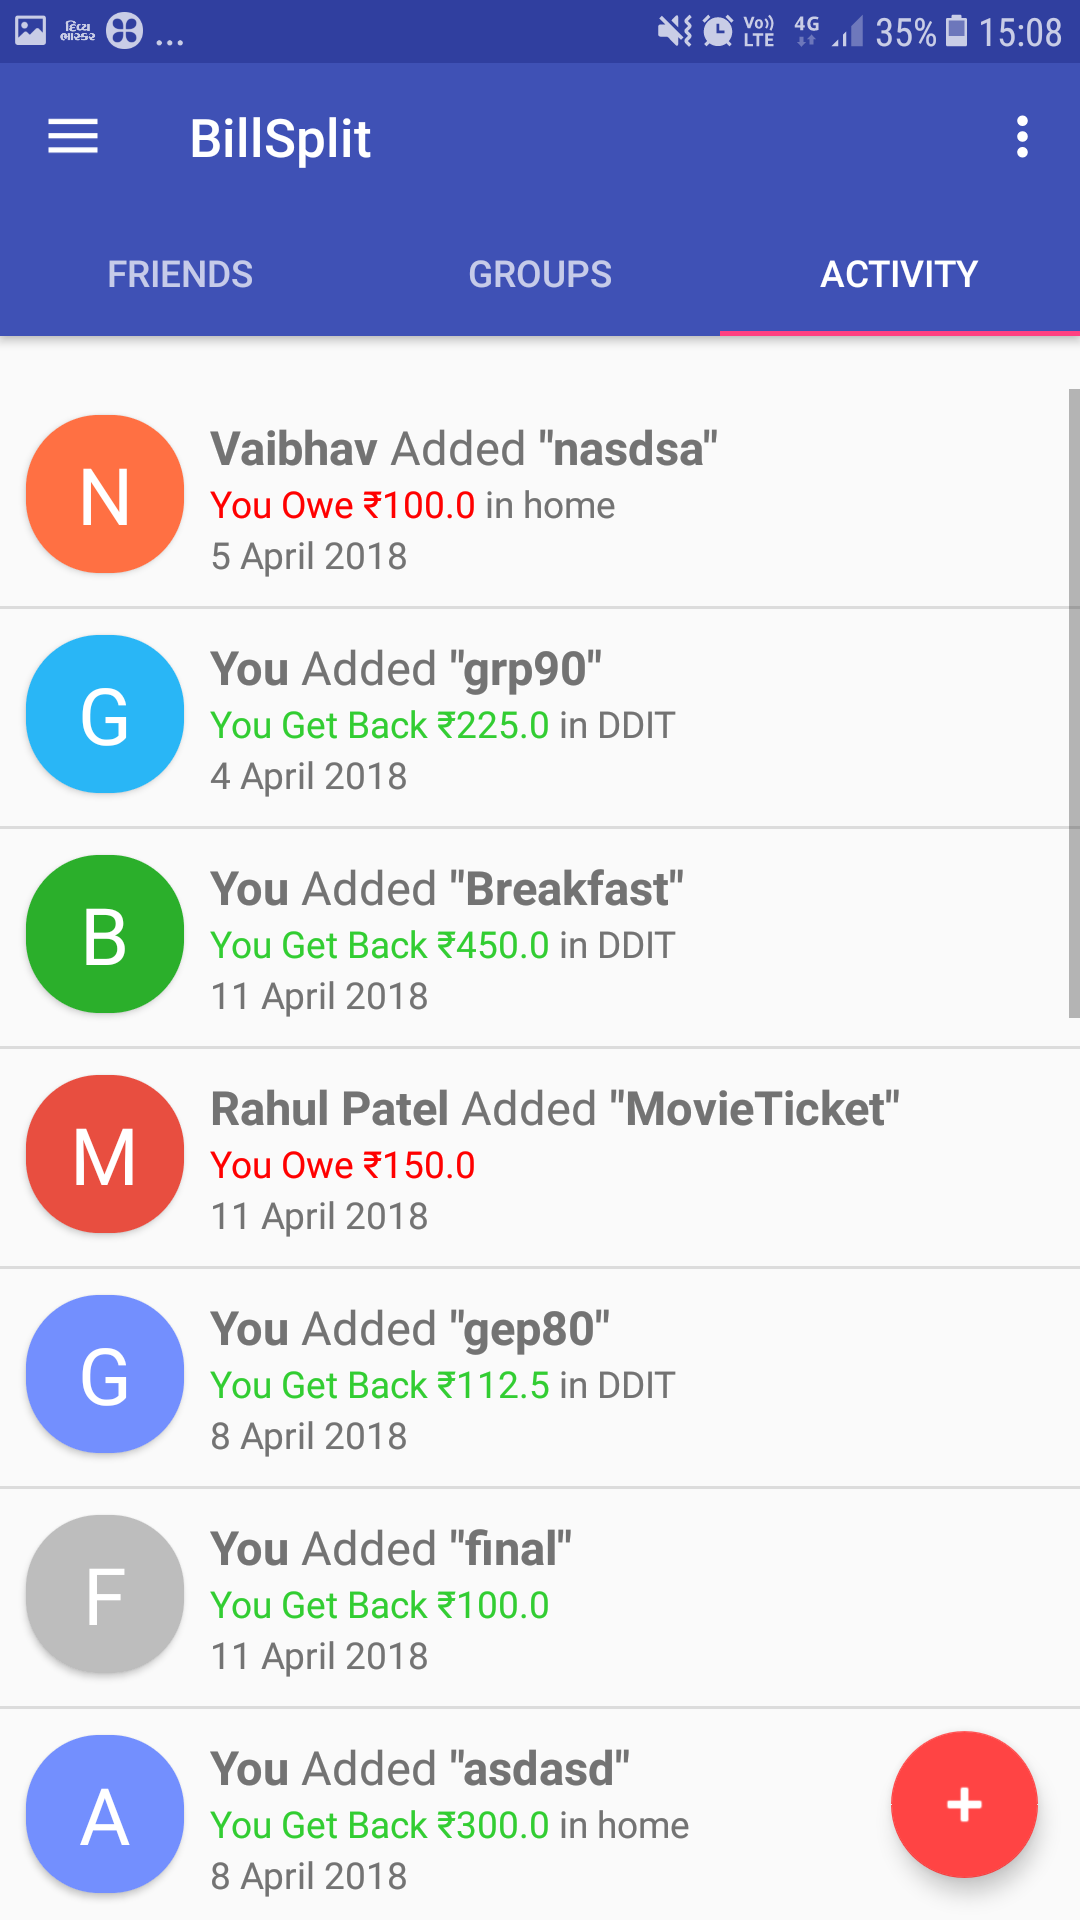 દિવ્ય
ભાસ્કર
...
Vo))
LTE
4G
35%
15:08
BillSplit
FRIENDS
GROUPS
ACTIVITY
N
Vaibhav Added "nasdsa"
You Owe ₹100.0 in home
5 April 2018
G
You Added "grp90"
You Get Back ₹225.0 in DDIT
4 April 2018
B
You Added "Breakfast"
You Get Back ₹450.0 in DDIT
11 April 2018
M
Rahul Patel Added "MovieTicket"
You Owe ₹150.0
11 April 2018
G
You Added "gep80"
You Get Back ₹112.5 in DDIT
8 April 2018
F
You Added "final"
You Get Back ₹100.0
11 April 2018
A
You Added "asdasd"
You Get Back ₹300.0 in home
8 April 2018
+